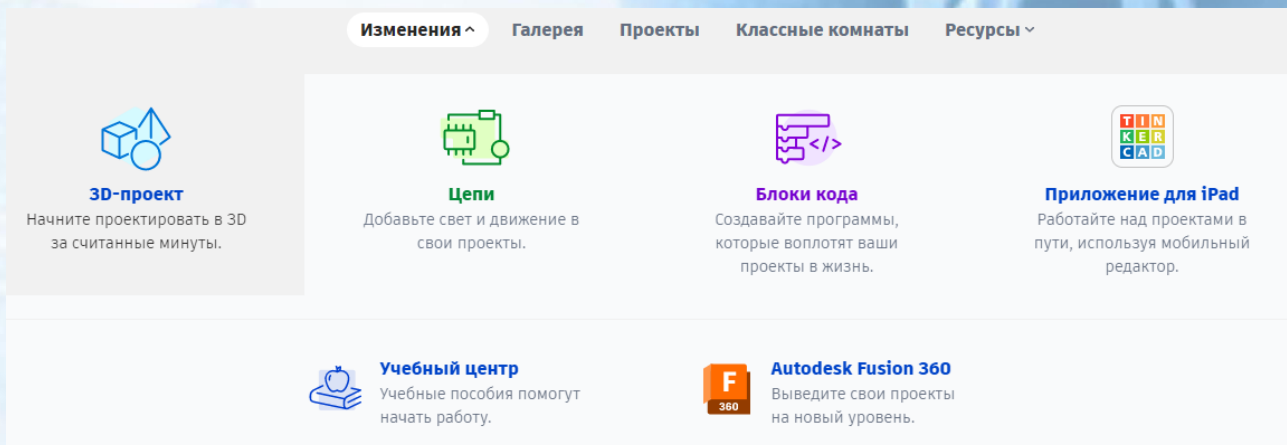 Изменения Галерея Проекты Классные комнаты Ресурсы
TIN
KER
CAD
3D-проект
Начните проектировать в 3D
за считанные минуты.
Цепи
Добавьте свет и движение в
свои проекты.
Блоки кода
Создавайте программы,
которые воплотят ваши
проекты в жизнь.
Приложение для iPad
Работайте над проектами в
пути, используя мобильный
редактор.
Учебный центр
Учебные пособия помогут
начать работу.
F
360
Autodesk Fusion 360
Выведите свои проекты
на новый уровень.